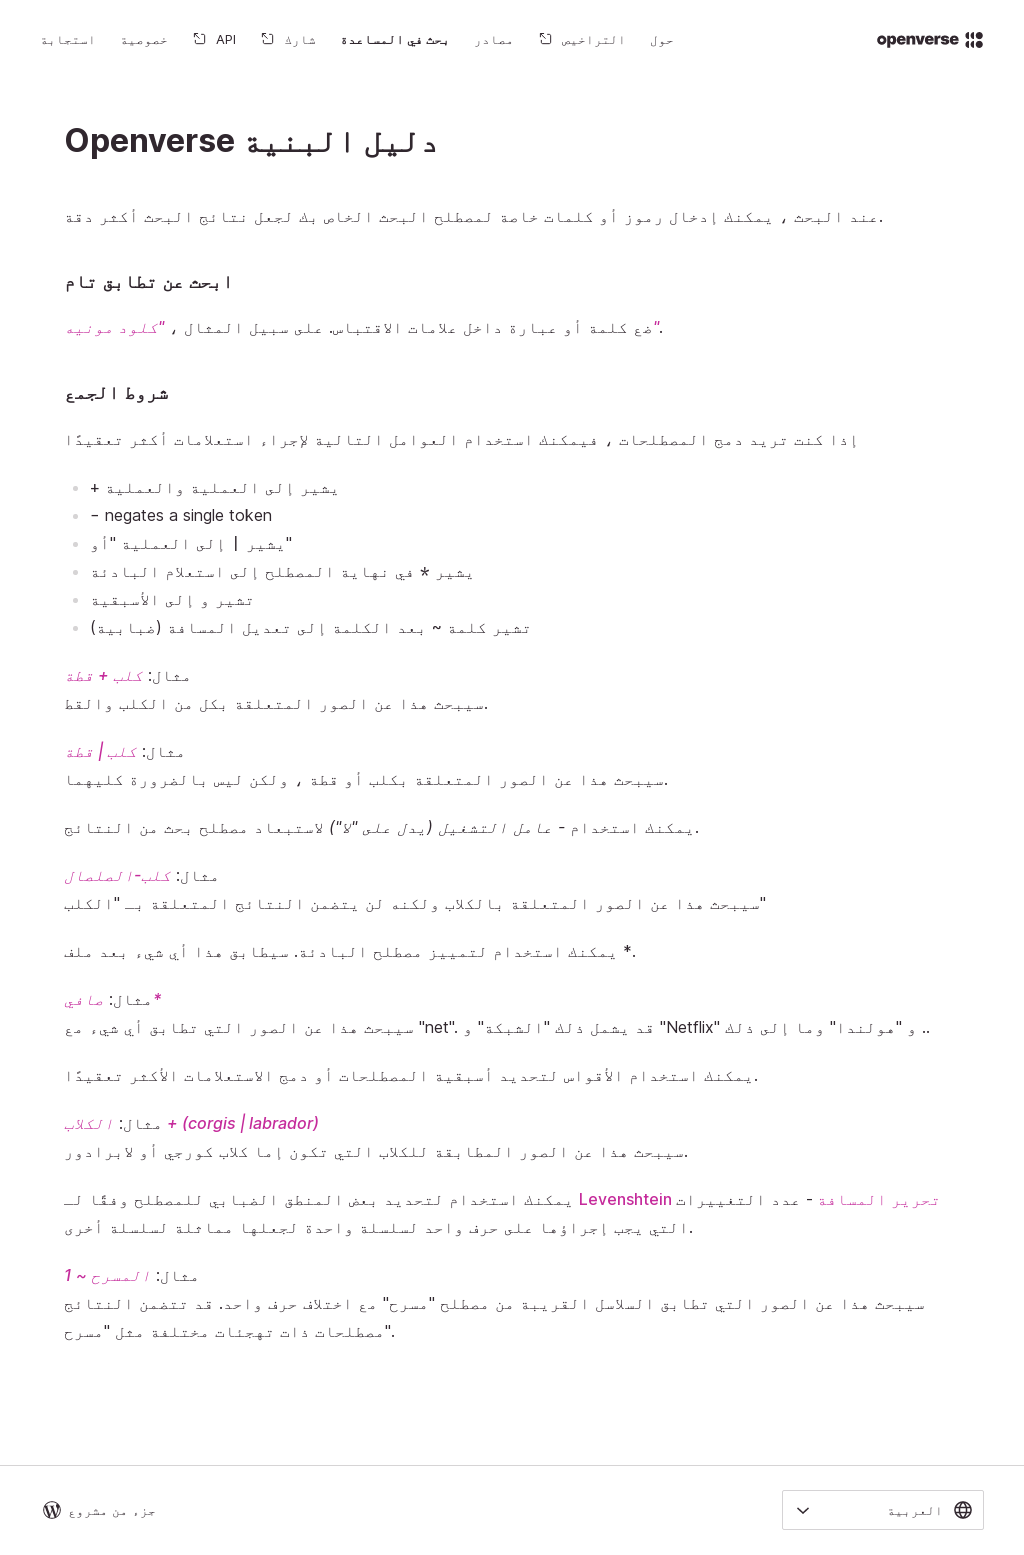 openverse
حول
التراخيص
مصادر
بحث في المساعدة
شارك
API
خصوصية
استجابة
Openverse دليل البنية
عند البحث ، يمكنك إدخال رموز أو كلمات خاصة لمصطلح البحث الخاص بك لجعل نتائج البحث أكثر دقة.
ابحث عن تطابق تام
ضع كلمة أو عبارة داخل علامات الاقتباس. على سبيل المثال ، "كلود مونيه".
شروط الجمع
إذا كنت تريد دمج المصطلحات ، فيمكنك استخدام العوامل التالية لإجراء استعلامات أكثر تعقيدًا
+ يشير إلى العملية والعملية
- negates a single token
يشير | إلى العملية "أو"
يشير * في نهاية المصطلح إلى استعلام البادئة
تشير و إلى الأسبقية
تشير كلمة ~ بعد الكلمة إلى تعديل المسافة (ضبابية)
مثال: كلب + قطة
سيبحث هذا عن الصور المتعلقة بكل من الكلب والقط.
مثال: كلب | قطة
سيبحث هذا عن الصور المتعلقة بكلب أو قطة ، ولكن ليس بالضرورة كليهما.
يمكنك استخدام - عامل التشغيل (يدل على "لا") لاستبعاد مصطلح بحث من النتائج.
مثال: كلب-الصلصال
سيبحث هذا عن الصور المتعلقة بالكلاب ولكنه لن يتضمن النتائج المتعلقة بـ "الكلب"
يمكنك استخدام لتمييز مصطلح البادئة. سيطابق هذا أي شيء بعد ملف *.
مثال: صافي*
سيبحث هذا عن الصور التي تطابق أي شيء مع "net". قد يشمل ذلك "الشبكة" و "Netflix" و "هولندا" وما إلى ذلك ..
يمكنك استخدام الأقواس لتحديد أسبقية المصطلحات أو دمج الاستعلامات الأكثر تعقيدًا.
مثال: الكلاب + (corgis | labrador)
سيبحث هذا عن الصور المطابقة للكلاب التي تكون إما كلاب كورجي أو لابرادور.
يمكنك استخدام لتحديد بعض المنطق الضبابي للمصطلح وفقًا لـ Levenshtein تحرير المسافة - عدد التغييرات
التي يجب إجراؤها على حرف واحد لسلسلة واحدة لجعلها مماثلة لسلسلة أخرى.
مثال: المسرح ~ 1
سيبحث هذا عن الصور التي تطابق السلاسل القريبة من مصطلح "مسرح" مع اختلاف حرف واحد. قد تتضمن النتائج
مصطلحات ذات تهجئات مختلفة مثل "مسرح".
العربية
جزء من مشروع